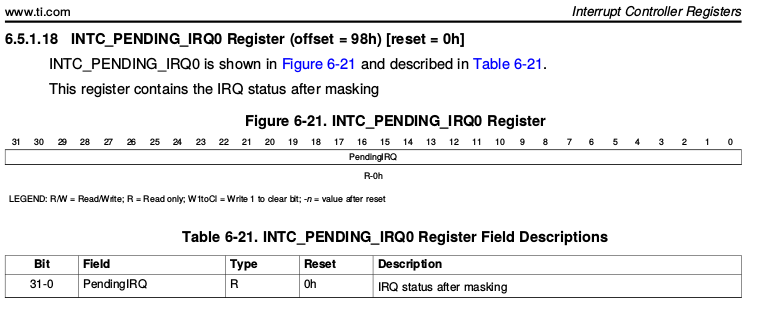 www.ti.com Interrupt Controller Registers
6.5.1.18 INTC_PENDING_IRQ0 Register (offset = 98h) [reset = 0h]
INTC_PENDING_IRQ0 is shown in Figure 6-21 and described in Table 6-21.
This register contains the IRQ status after masking
Figure 6-21. INTC_PENDING_IRQ0 Register
31 30 29 28 27 26 25 24 23 22 21 20 19 18 17 16 15 14 13 12 11 10 9 8 7 6 5 4 3 2 1 0
PendingIRQ
R-0h
LEGEND: R/W = Read/Write; R = Read only; W1toCl = Write 1 to clear bit; -n = value after reset
Table 6-21. INTC_PENDING_IRQ0 Register Field Descriptions
Bit Field Type Reset Description
31-0 PendingIRQ R 0h IRQ status after masking